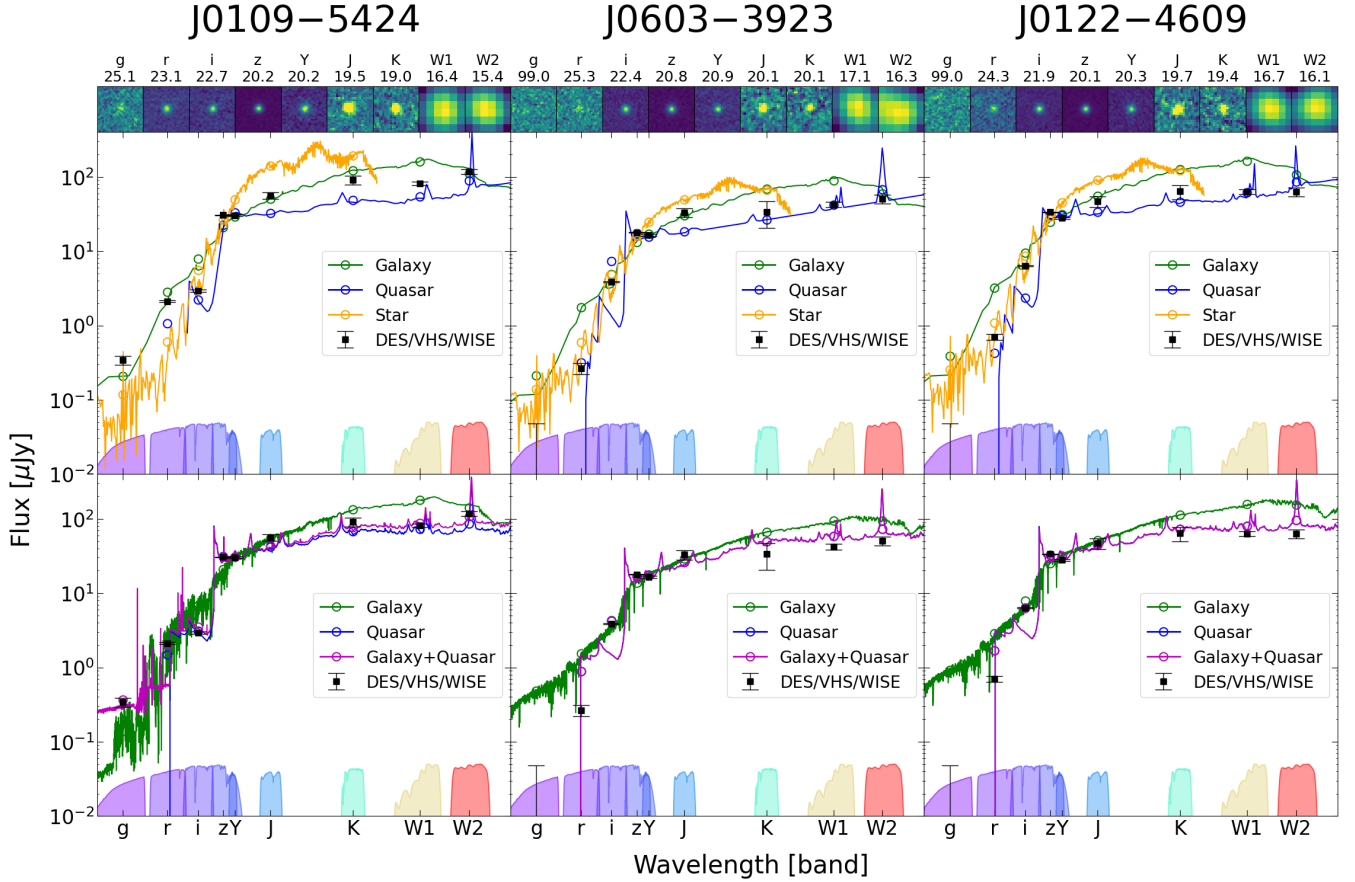 J0109−5424 J0603−3923 J0122−4609
g r i z Y J K W1 W2 g r i z Y J K W1 W2 g r i z Y J K W1 W2
25.1 23.1 22.7 20.2 20.2 19.5 19.0 16.4 15.4 99.0 25.3 22.4 20.8 20.9 20.1 20.1 17.1 16.3 99.0 24.3 21.9 20.1 20.3 19.7 19.4 16.7 16.1
10²
10¹
10⁰
10⁻¹
10⁻²
Galaxy
Quasar
Star
DES/VHS/WISE
Galaxy
Quasar
Star
DES/VHS/WISE
Galaxy
Quasar
Star
DES/VHS/WISE
Flux [μJy]
10²
10¹
10⁰
10⁻¹
10⁻²
Galaxy
Quasar
Galaxy+Quasar
DES/VHS/WISE
Galaxy
Quasar
Galaxy+Quasar
DES/VHS/WISE
Galaxy
Quasar
Galaxy+Quasar
DES/VHS/WISE
g r i z Y J K W1 W2 g r i z Y J K W1 W2 g r i z Y J K W1 W2
Wavelength [band]